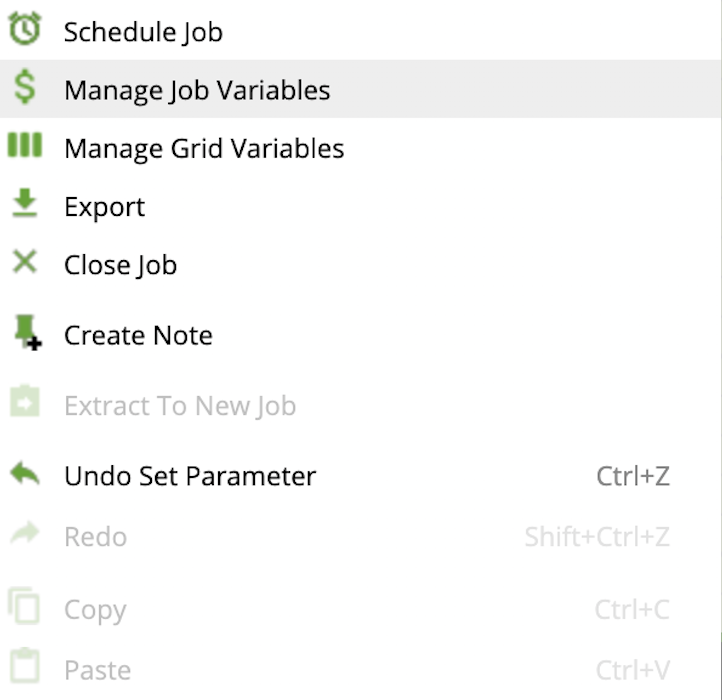 Schedule Job
Manage Job Variables
Manage Grid Variables
Export
Close Job
Create Note
Extract To New Job
Undo Set Parameter Ctrl+Z
Redo Shift+Ctrl+Z
Copy Ctrl+C
Paste Ctrl+V